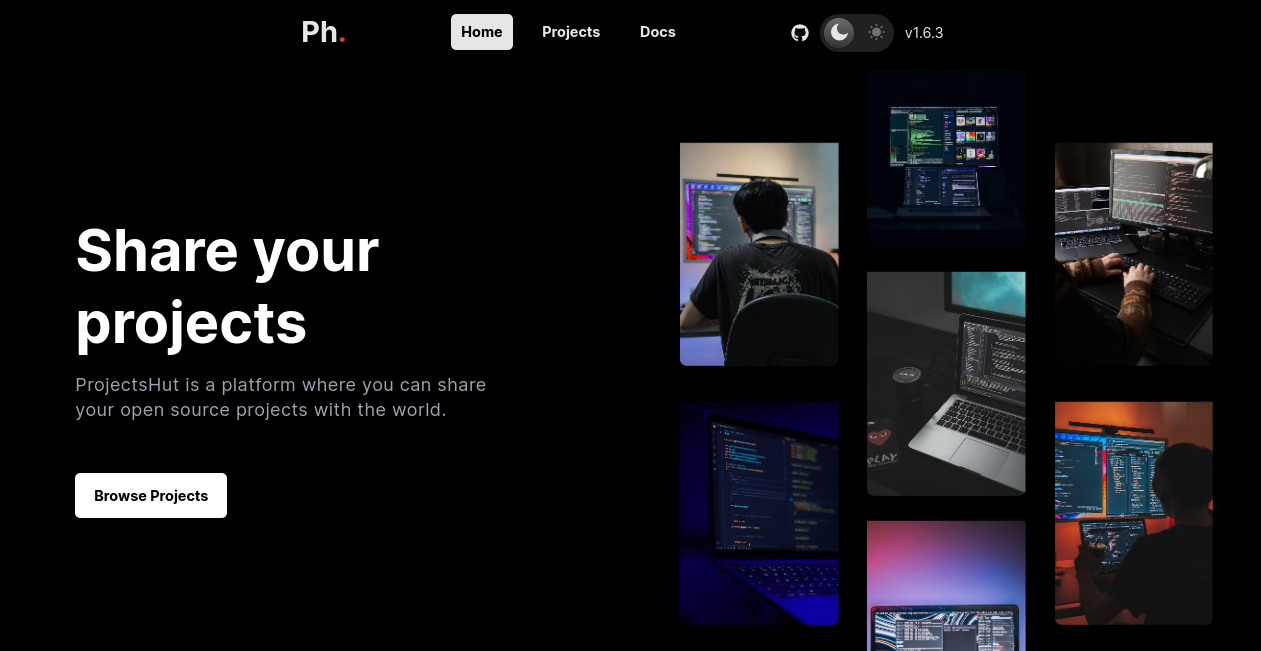 Ph.
Home
Projects
Docs
v1.6.3
Share your
projects
ProjectsHut is a platform where you can share
your open source projects with the world.
Browse Projects
PLAY